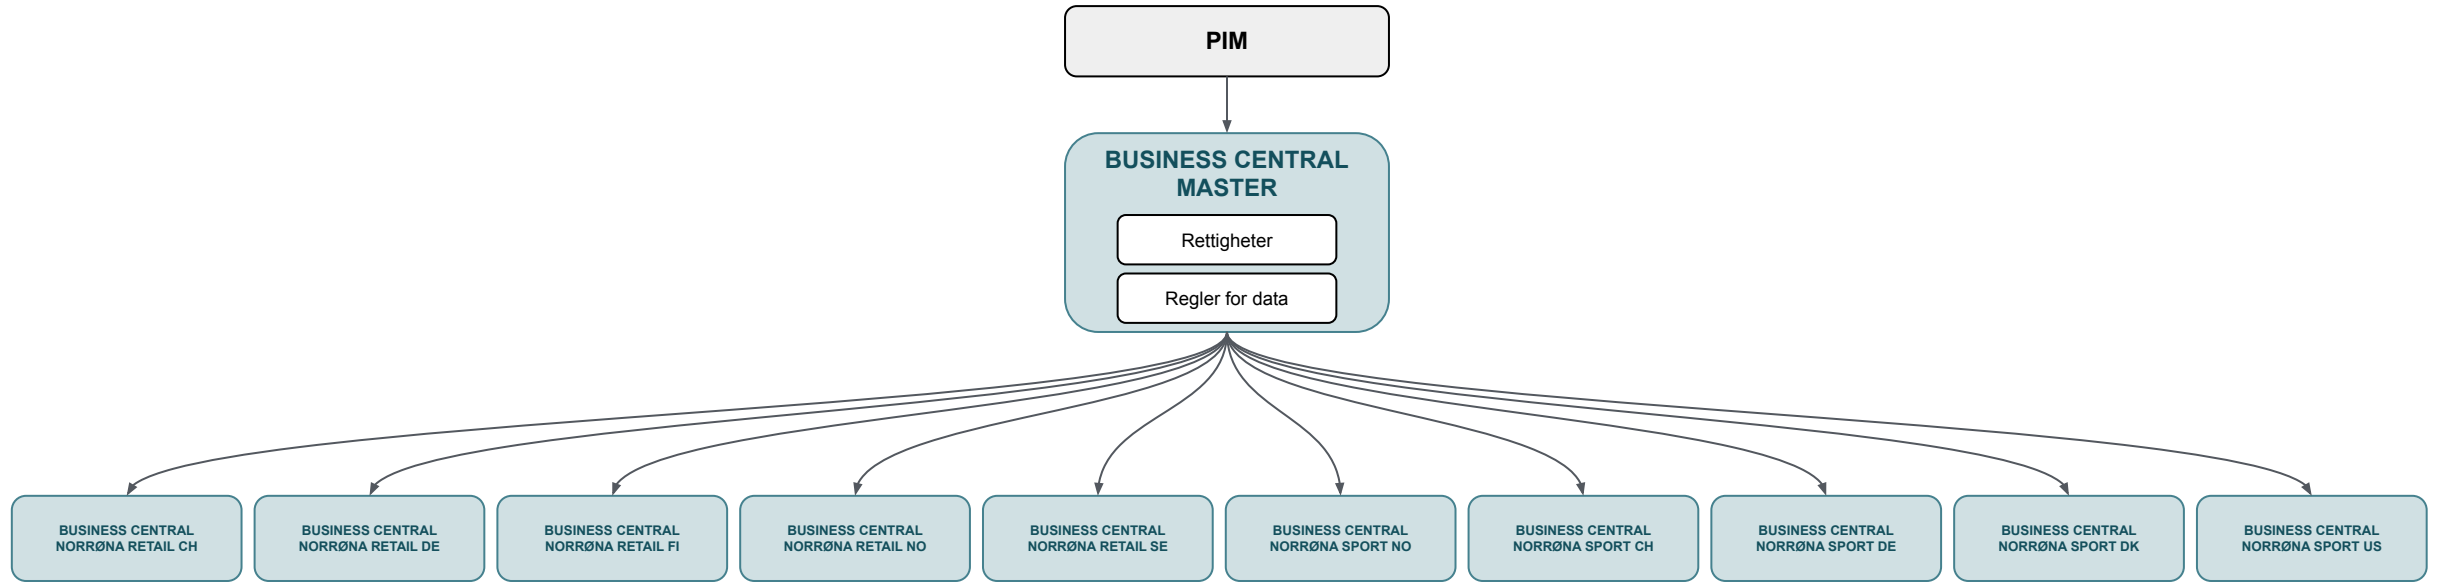 PIM
BUSINESS CENTRAL
MASTER
Rettigheter
Regler for data
BUSINESS CENTRAL
NORRØNA RETAIL CH
BUSINESS CENTRAL
NORRØNA RETAIL DE
BUSINESS CENTRAL
NORRØNA RETAIL FI
BUSINESS CENTRAL
NORRØNA RETAIL NO
BUSINESS CENTRAL
NORRØNA RETAIL SE
BUSINESS CENTRAL
NORRØNA SPORT NO
BUSINESS CENTRAL
NORRØNA SPORT CH
BUSINESS CENTRAL
NORRØNA SPORT DE
BUSINESS CENTRAL
NORRØNA SPORT DK
BUSINESS CENTRAL
NORRØNA SPORT US